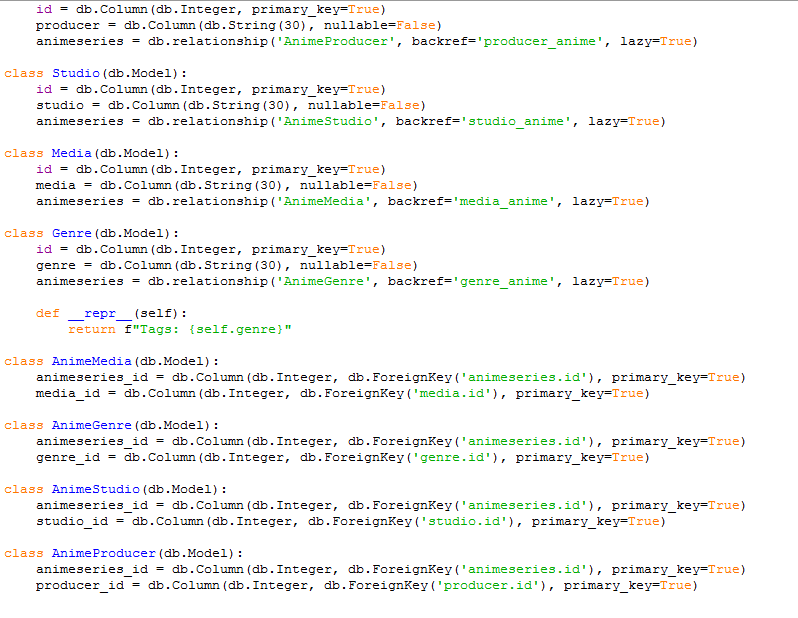 id = db.Column(db.Integer, primary_key=True)
producer = db.Column(db.String(30), nullable=False)
animeseries = db.relationship('AnimeProducer', backref='producer_anime', lazy=True)
class Studio(db.Model):
id = db.Column(db.Integer, primary_key=True)
studio = db.Column(db.String(30), nullable=False)
animeseries = db.relationship('AnimeStudio', backref='studio_anime', lazy=True)
class Media(db.Model):
id = db.Column(db.Integer, primary_key=True)
media = db.Column(db.String(30), nullable=False)
animeseries = db.relationship('AnimeMedia', backref='media_anime', lazy=True)
class Genre(db.Model):
id = db.Column(db.Integer, primary_key=True)
genre = db.Column(db.String(30), nullable=False)
animeseries = db.relationship('AnimeGenre', backref='genre_anime', lazy=True)
def __repr__(self):
return f"Tags: {self.genre}"
class AnimeMedia(db.Model):
animeseries_id = db.Column(db.Integer, db.ForeignKey('animeseries.id'), primary_key=True)
media_id = db.Column(db.Integer, db.ForeignKey('media.id'), primary_key=True)
class AnimeGenre(db.Model):
animeseries_id = db.Column(db.Integer, db.ForeignKey('animeseries.id'), primary_key=True)
genre_id = db.Column(db.Integer, db.ForeignKey('genre.id'), primary_key=True)
class AnimeStudio(db.Model):
animeseries_id = db.Column(db.Integer, db.ForeignKey('animeseries.id'), primary_key=True)
studio_id = db.Column(db.Integer, db.ForeignKey('studio.id'), primary_key=True)
class AnimeProducer(db.Model):
animeseries_id = db.Column(db.Integer, db.ForeignKey('animeseries.id'), primary_key=True)
producer_id = db.Column(db.Integer, db.ForeignKey('producer.id'), primary_key=True)